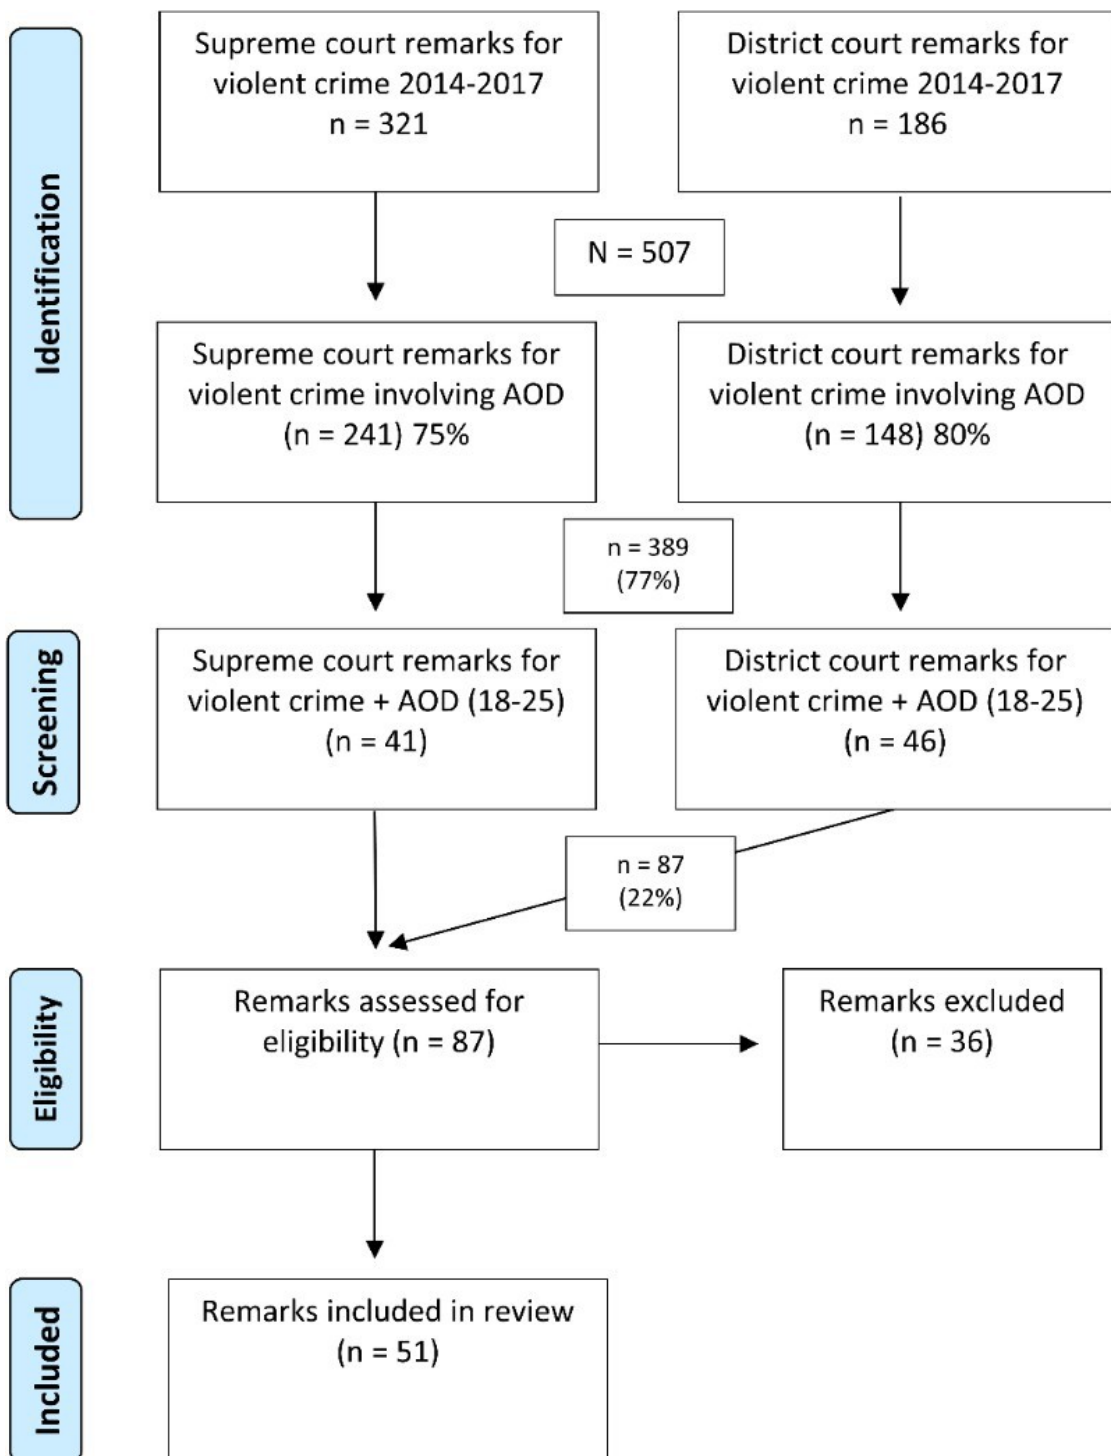 Identification
Supreme court remarks for
violent crime 2014-2017
n = 321
District court remarks for
violent crime 2014-2017
n = 186
N = 507
Supreme court remarks for
violent crime involving AOD
(n = 241) 75%
District court remarks for
violent crime involving AOD
(n = 148) 80%
n = 389
(77%)
Screening
Supreme court remarks for
violent crime + AOD (18-25)
(n = 41)
District court remarks for
violent crime + AOD (18-25)
(n = 46)
n = 87
(22%)
Eligibility
Remarks assessed for
eligibility (n = 87)
Remarks excluded
(n = 36)
Included
Remarks included in review
(n = 51)